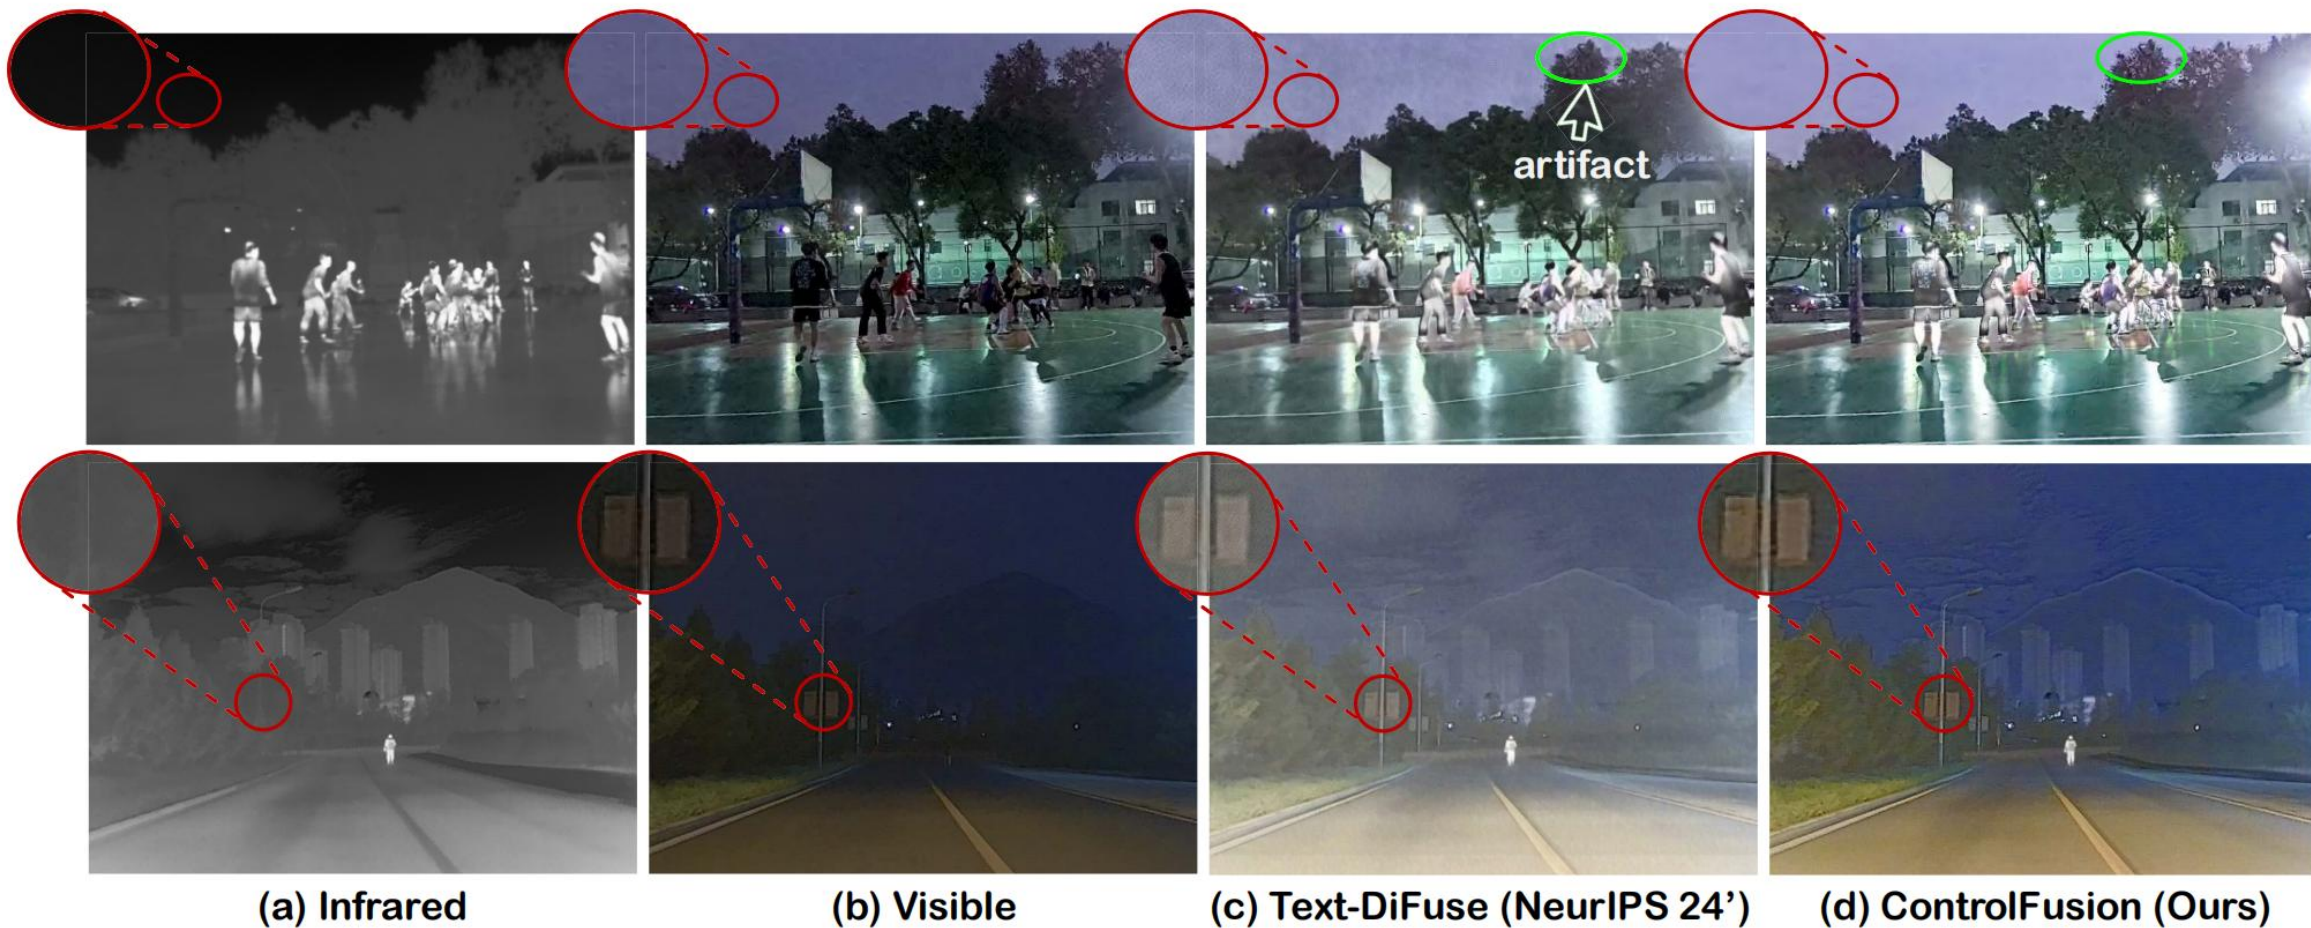 artifact
(a) Infrared
(b) Visible
(c) Text-DiFuse (NeurIPS 24’)
(d) ControlFusion (Ours)